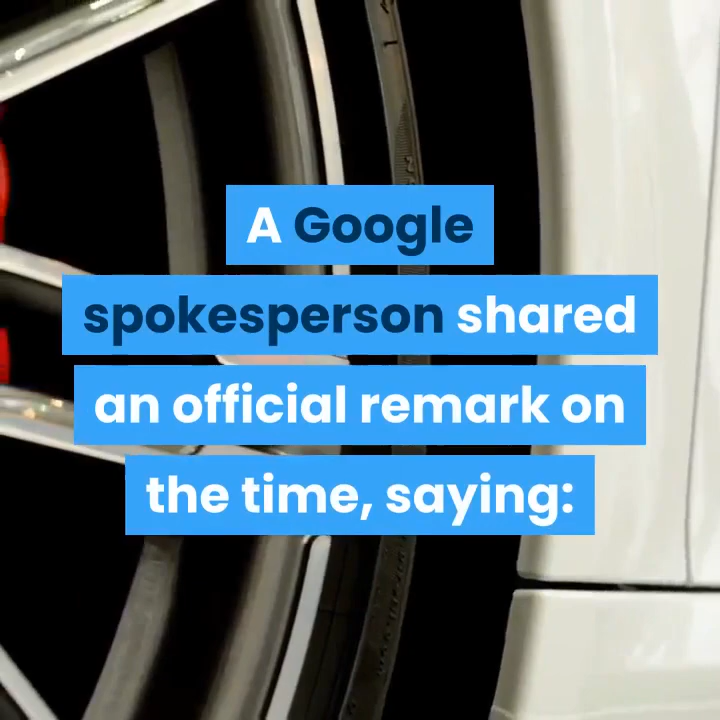 A Google
spokesperson shared
an official remark on
the time, saying: